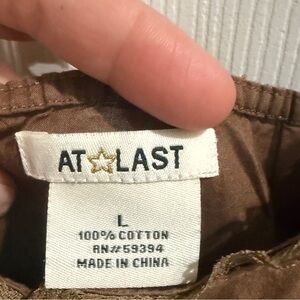 AT☆LAST
L
100% COTTON
RN#59394
MADE IN CHINA